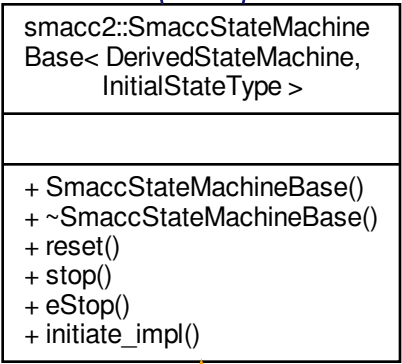 smacc2::SmaccStateMachine
Base< DerivedStateMachine,
InitialStateType >
+ SmaccStateMachineBase()
+ ~SmaccStateMachineBase()
+ reset()
+ stop()
+ eStop()
+ initiate_impl()